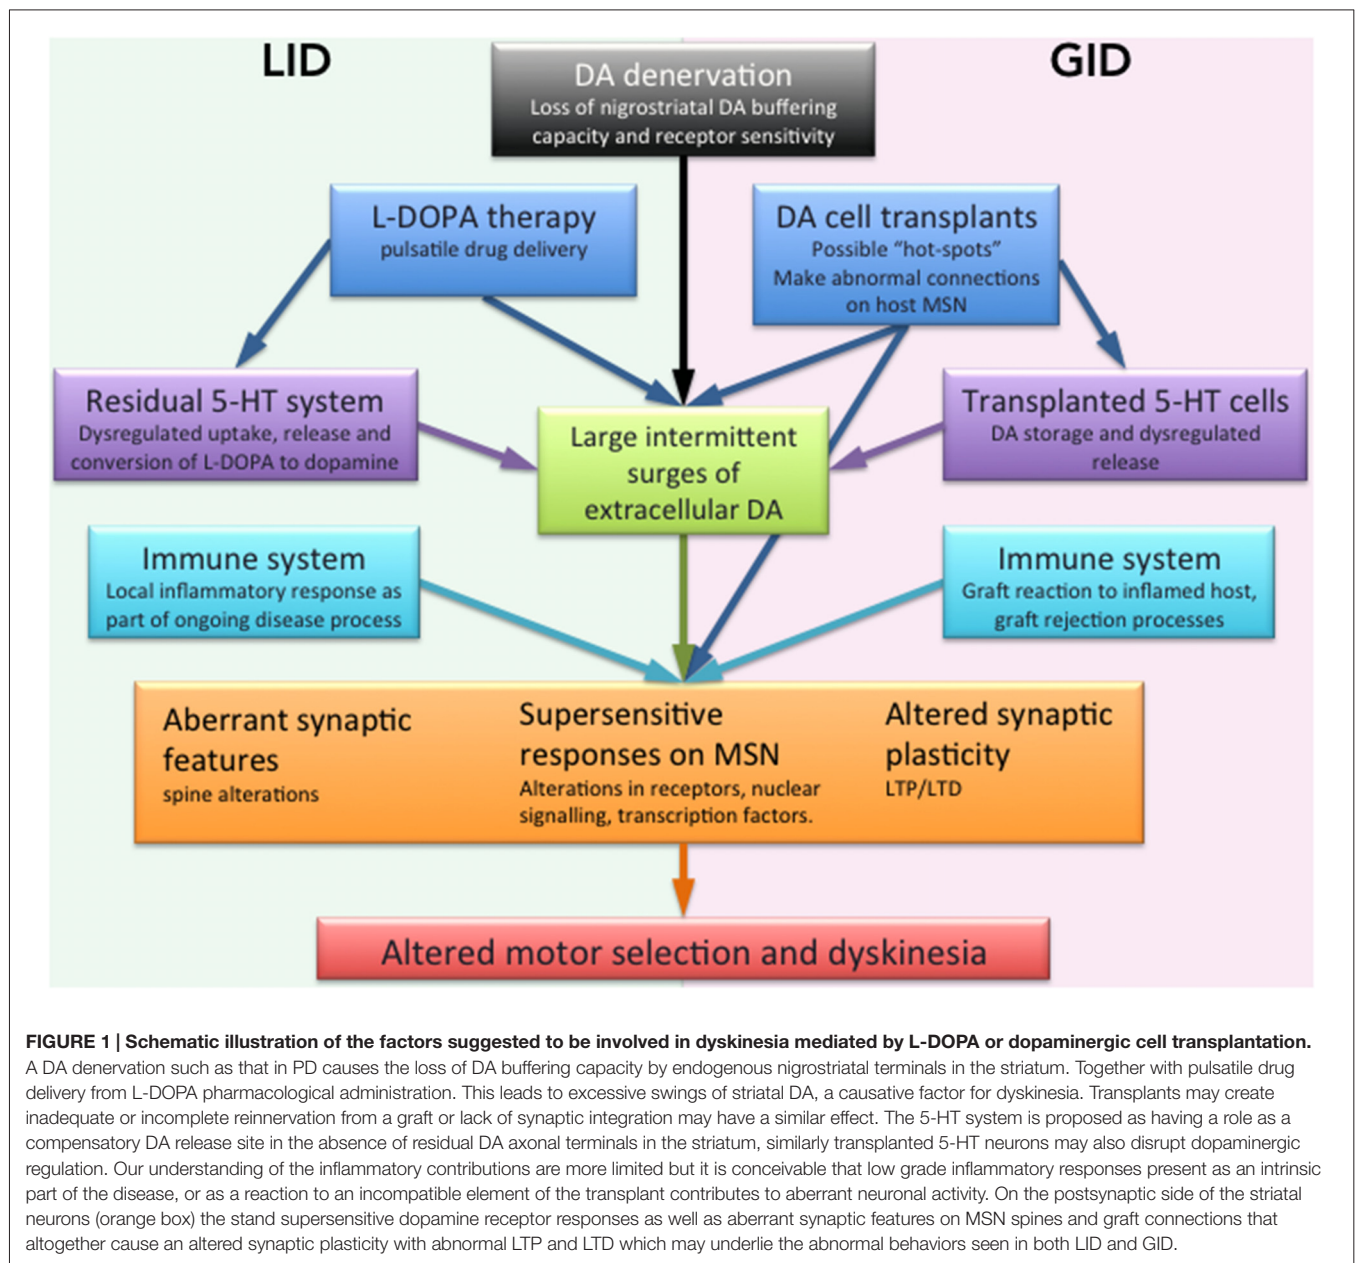 LID
GID
DA denervation
Loss of nigrostriatal DA buffering
capacity and receptor sensitivity
L-DOPA therapy
pulsatile drug delivery
DA cell transplants
Possible “hot-spots”
Make abnormal connections
on host MSN
Residual 5-HT system
Dysregulated uptake, release and
conversion of L-DOPA to dopamine
Large intermittent
surges of
extracellular DA
Transplanted 5-HT cells
DA storage and dysregulated
release
Immune system
Local inflammatory response as
part of ongoing disease process
Immune system
Graft reaction to inflamed host,
graft rejection processes
Aberrant synaptic
features
spine alterations
Supersensitive
responses on MSN
Alterations in receptors, nuclear
signalling, transcription factors.
Altered synaptic
plasticity
LTP/LTD
Altered motor selection and dyskinesia
FIGURE 1 | Schematic illustration of the factors suggested to be involved in dyskinesia mediated by L-DOPA or dopaminergic cell transplantation.
A DA denervation such as that in PD causes the loss of DA buffering capacity by endogenous nigrostriatal terminals in the striatum. Together with pulsatile drug
delivery from L-DOPA pharmacological administration. This leads to excessive swings of striatal DA, a causative factor for dyskinesia. Transplants may create
inadequate or incomplete reinnervation from a graft or lack of synaptic integration may have a similar effect. The 5-HT system is proposed as having a role as a
compensatory DA release site in the absence of residual DA axonal terminals in the striatum, similarly transplanted 5-HT neurons may also disrupt dopaminergic
regulation. Our understanding of the inflammatory contributions are more limited but it is conceivable that low grade inflammatory responses present as an intrinsic
part of the disease, or as a reaction to an incompatible element of the transplant contributes to aberrant neuronal activity. On the postsynaptic side of the striatal
neurons (orange box) the stand supersensitive dopamine receptor responses as well as aberrant synaptic features on MSN spines and graft connections that
altogether cause an altered synaptic plasticity with abnormal LTP and LTD which may underlie the abnormal behaviors seen in both LID and GID.